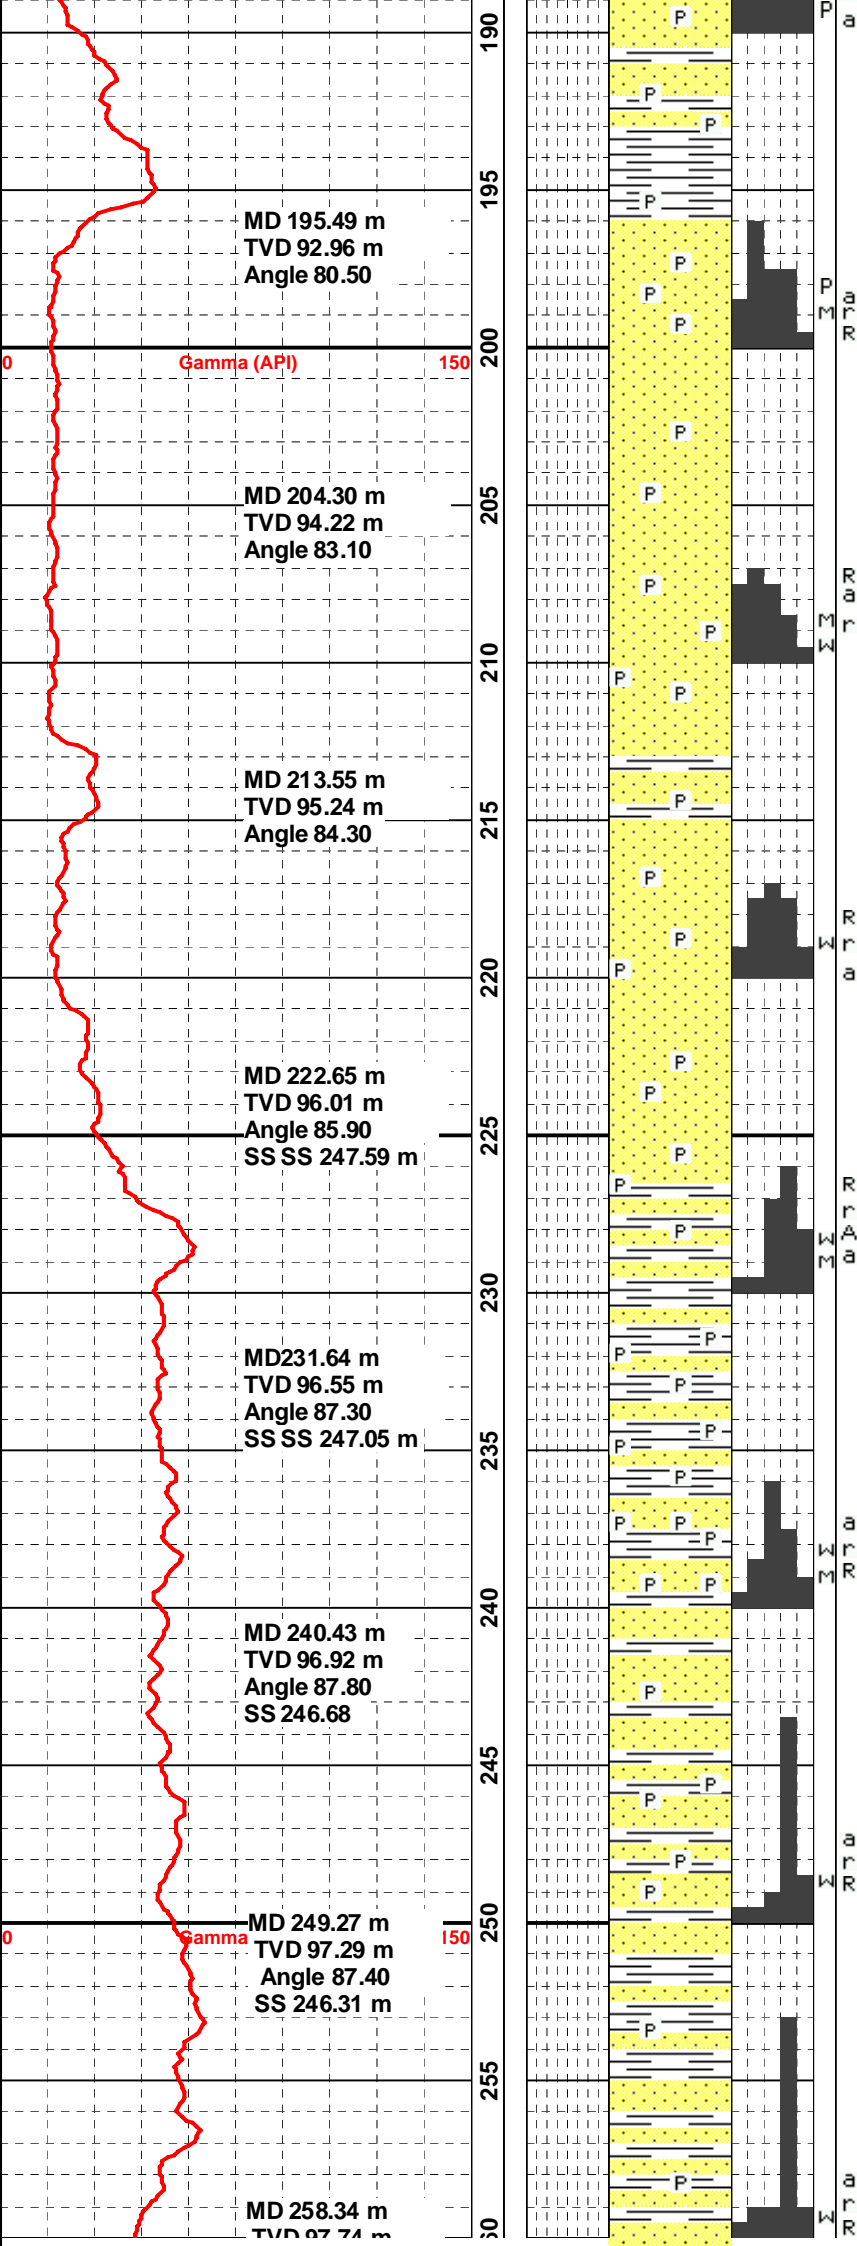 190
P
P
a
P
P
195
P
MD 195.49 m
TVD 92.96 m
Angle 80.50
P
P
P
P
M
a
r
R
200
0 Gamma (API) 150
P
MD 204.30 m
TVD 94.22 m
Angle 83.10
205
P
P
P
R
a
M r
W
210
P
P
MD 213.55 m
TVD 95.24 m
Angle 84.30
215
P
P
P
P
R
W r
a
220
MD 222.65 m
TVD 96.01 m
Angle 85.90
SS SS 247.59 m
225
P
P
P
P
P
R
r
W A
M a
230
MD231.64 m
TVD 96.55 m
Angle 87.30
SS SS 247.05 m
235
P
P
P
P
P
P
P P
P
P P
a
W r
M R
240
MD 240.43 m
TVD 96.92 m
Angle 87.80
SS 246.68
P
245
P
P
P
P
a
r
W R
250
0 Gamma 150
MD 249.27 m
TVD 97.29 m
Angle 87.40
SS 246.31 m
P
255
P
a
r
W R
MD 258.34 m
TVD 97.74 m